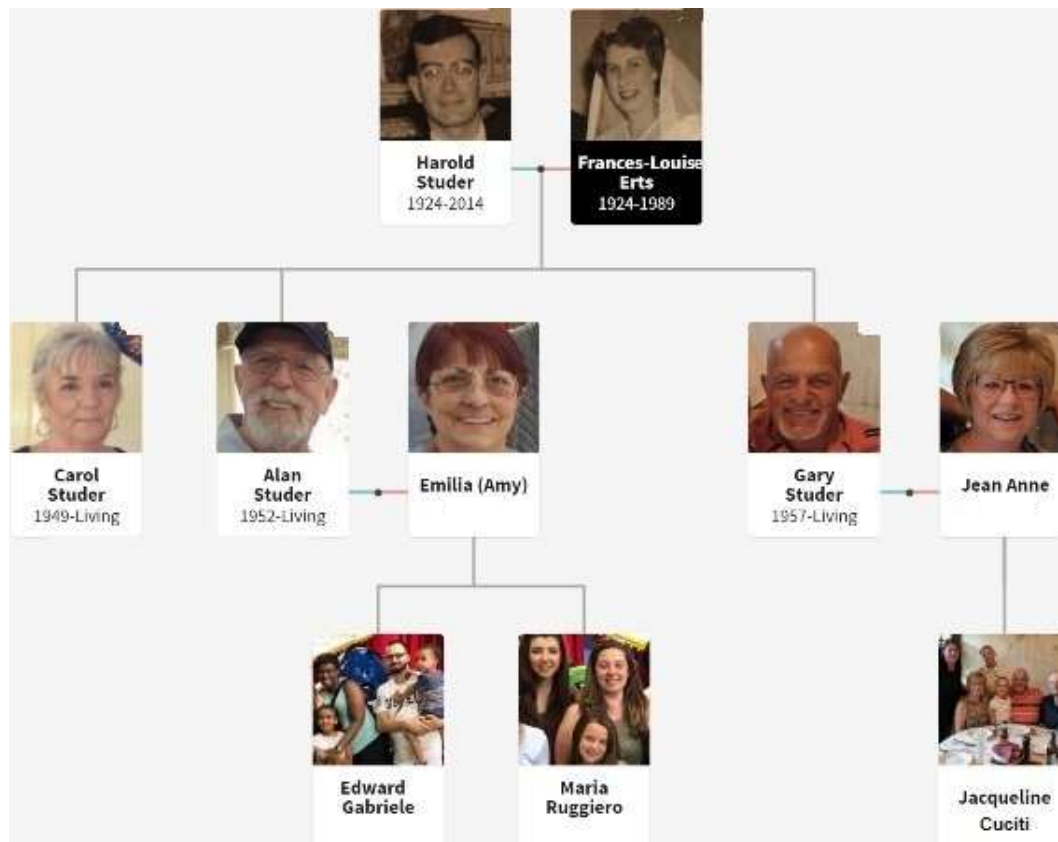 Harold
Studer
1924-2014
Frances-Louise
Erts
1924-1989
Carol
Studer
1949-Living
Alan
Studer
1952-Living
Emilia (Amy)
Gary
Studer
1957-Living
Jean Anne
Edward
Gabriele
Maria
Ruggiero
Jacqueline
Cuciti